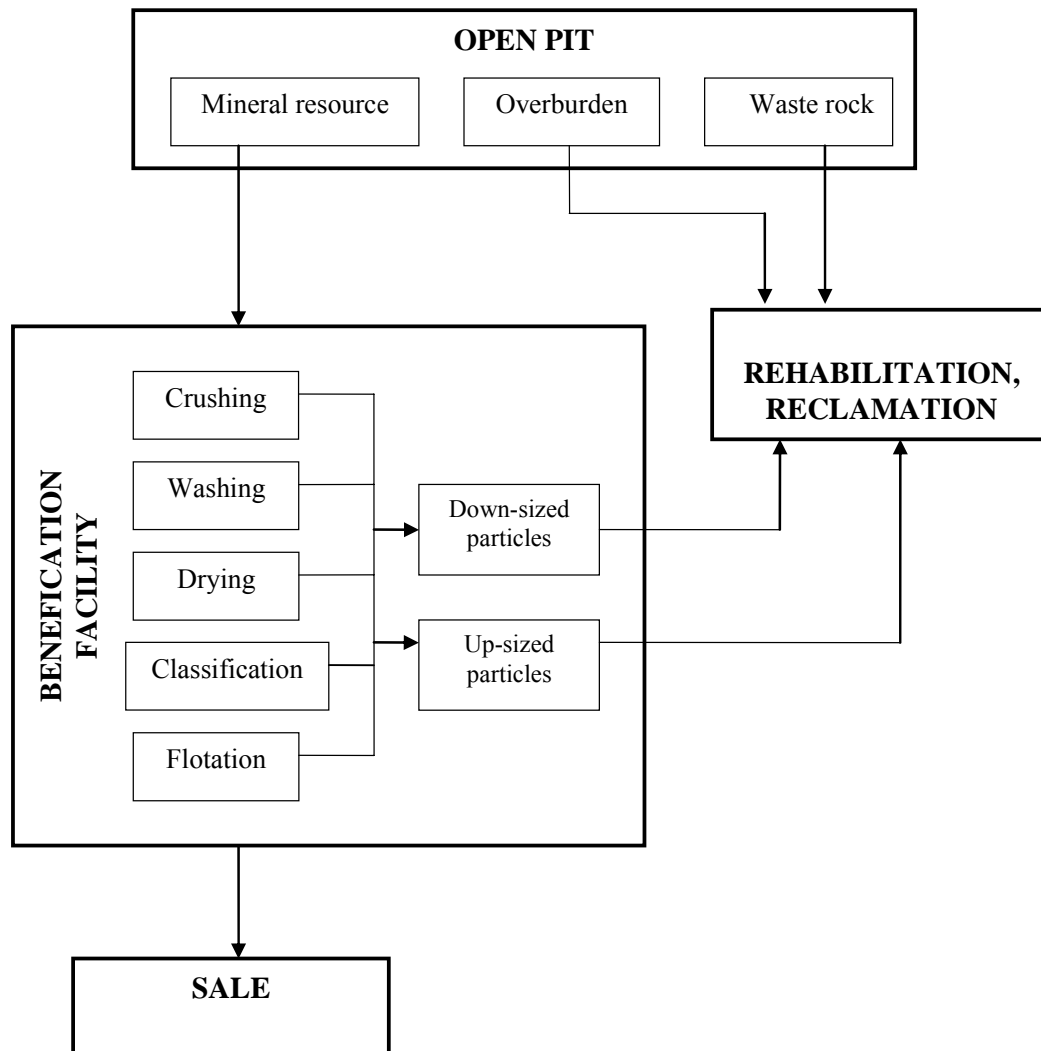 OPEN PIT
Mineral resource
Overburden
Waste rock
REHABILITATION,
RECLAMATION
BENEFICATION
FACILITY
Crushing
Washing
Drying
Classification
Flotation
Down-sized
particles
Up-sized
particles
SALE